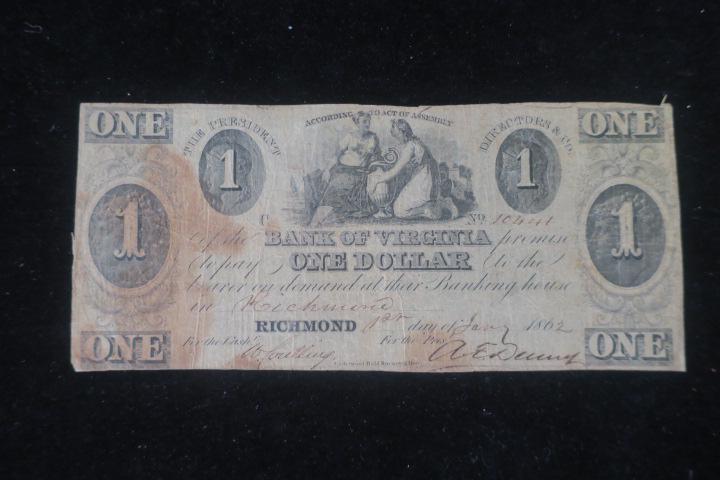 ONE THE PRESIDENT ACCORDING TO ACT OF ASSEMBLY DIRECTORS & CO. ONE
1 1
1 1
C No.
of the BANK OF VIRGINIA promise
to pay ONE DOLLAR to the
bearer on demand at their Banking house
in Richmond
RICHMOND 1st day of Jany 1862
For the Cashr. For the Pres.
ONE ONE